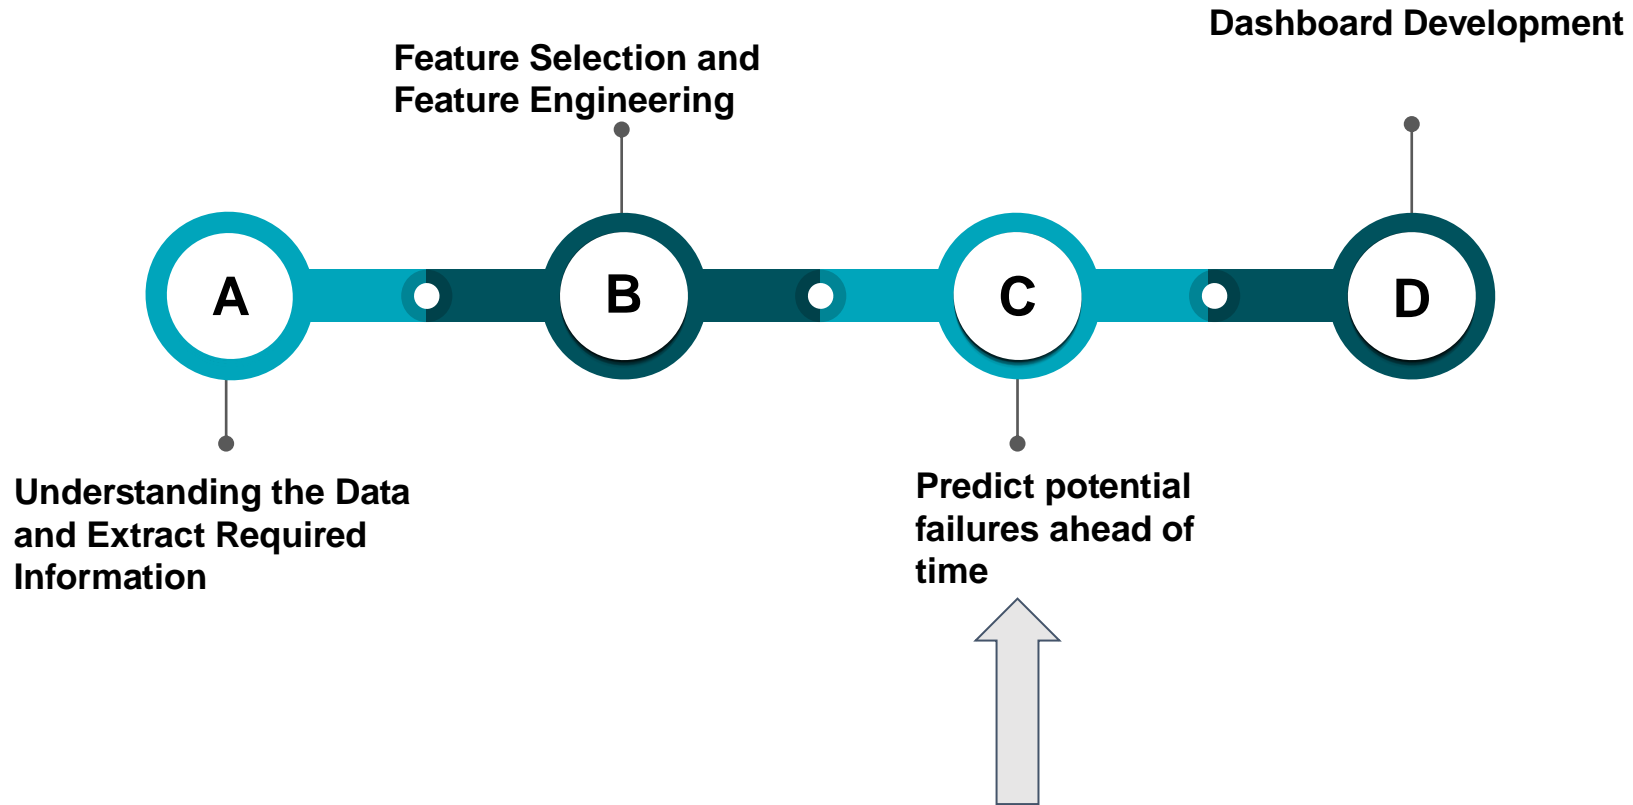 Dashboard Development
Feature Selection and
Feature Engineering
A
B
C
D
Understanding the Data
and Extract Required
Information
Predict potential
failures ahead of
time